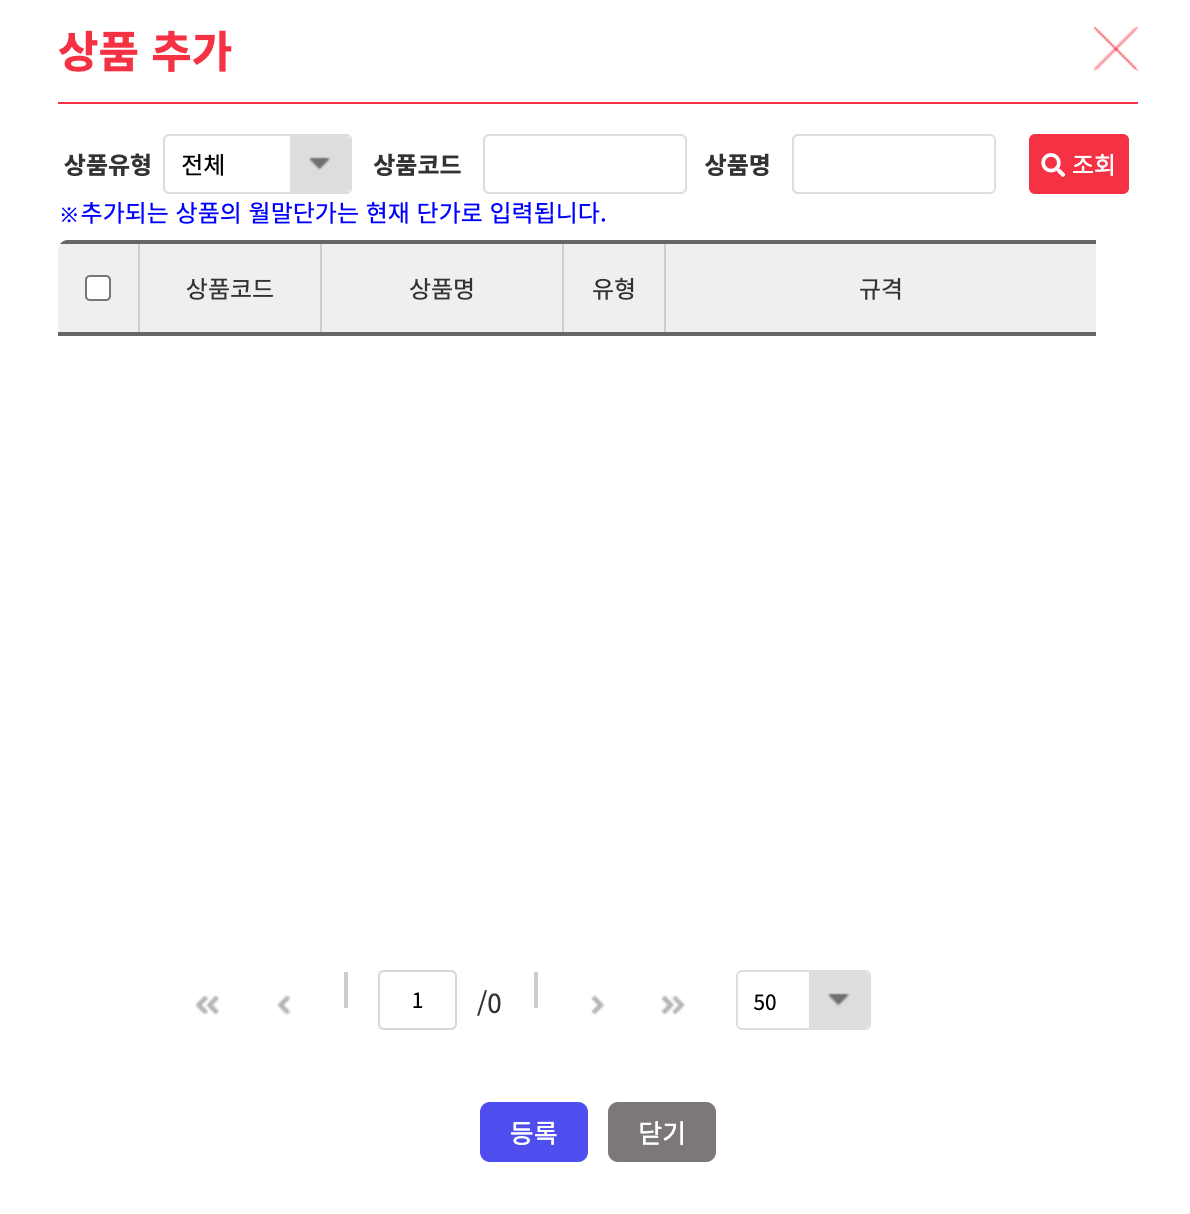 상품 추가
상품유형 전체 상품코드 상품명 조회
※추가되는 상품의 월말단가는 현재 단가로 입력됩니다.
상품코드 상품명 유형 규격
1 /0 50
등록 닫기